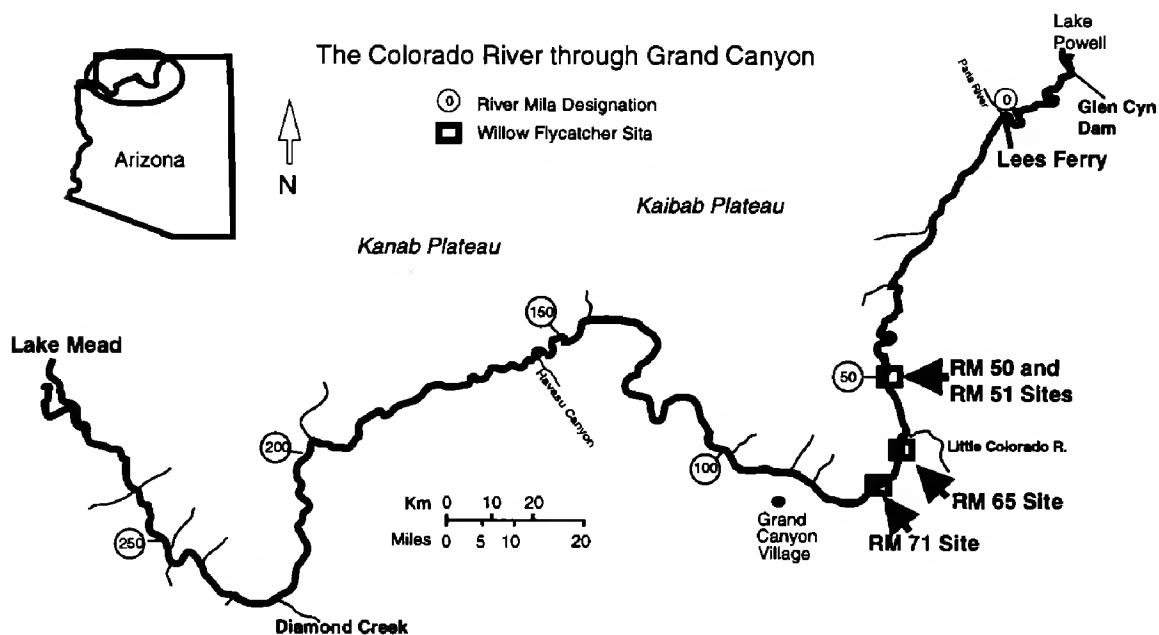 The Colorado River through Grand Canyon
0 River Mila Designation
Willow Flycatcher Sita
Arizona
N
Lake
Powell
Paria River
0
Glen Cyn
Dam
Lees Ferry
Kaibab Plateau
Kanab Plateau
150
Lake Mead
Havasu Canyon
50
RM 50 and
RM 51 Sites
200
100
Little Colorado R.
Km 0 10 20
Miles 0 5 10 20
RM 65 Site
Grand
Canyon
Village
RM 71 Site
250
Diamond Creek